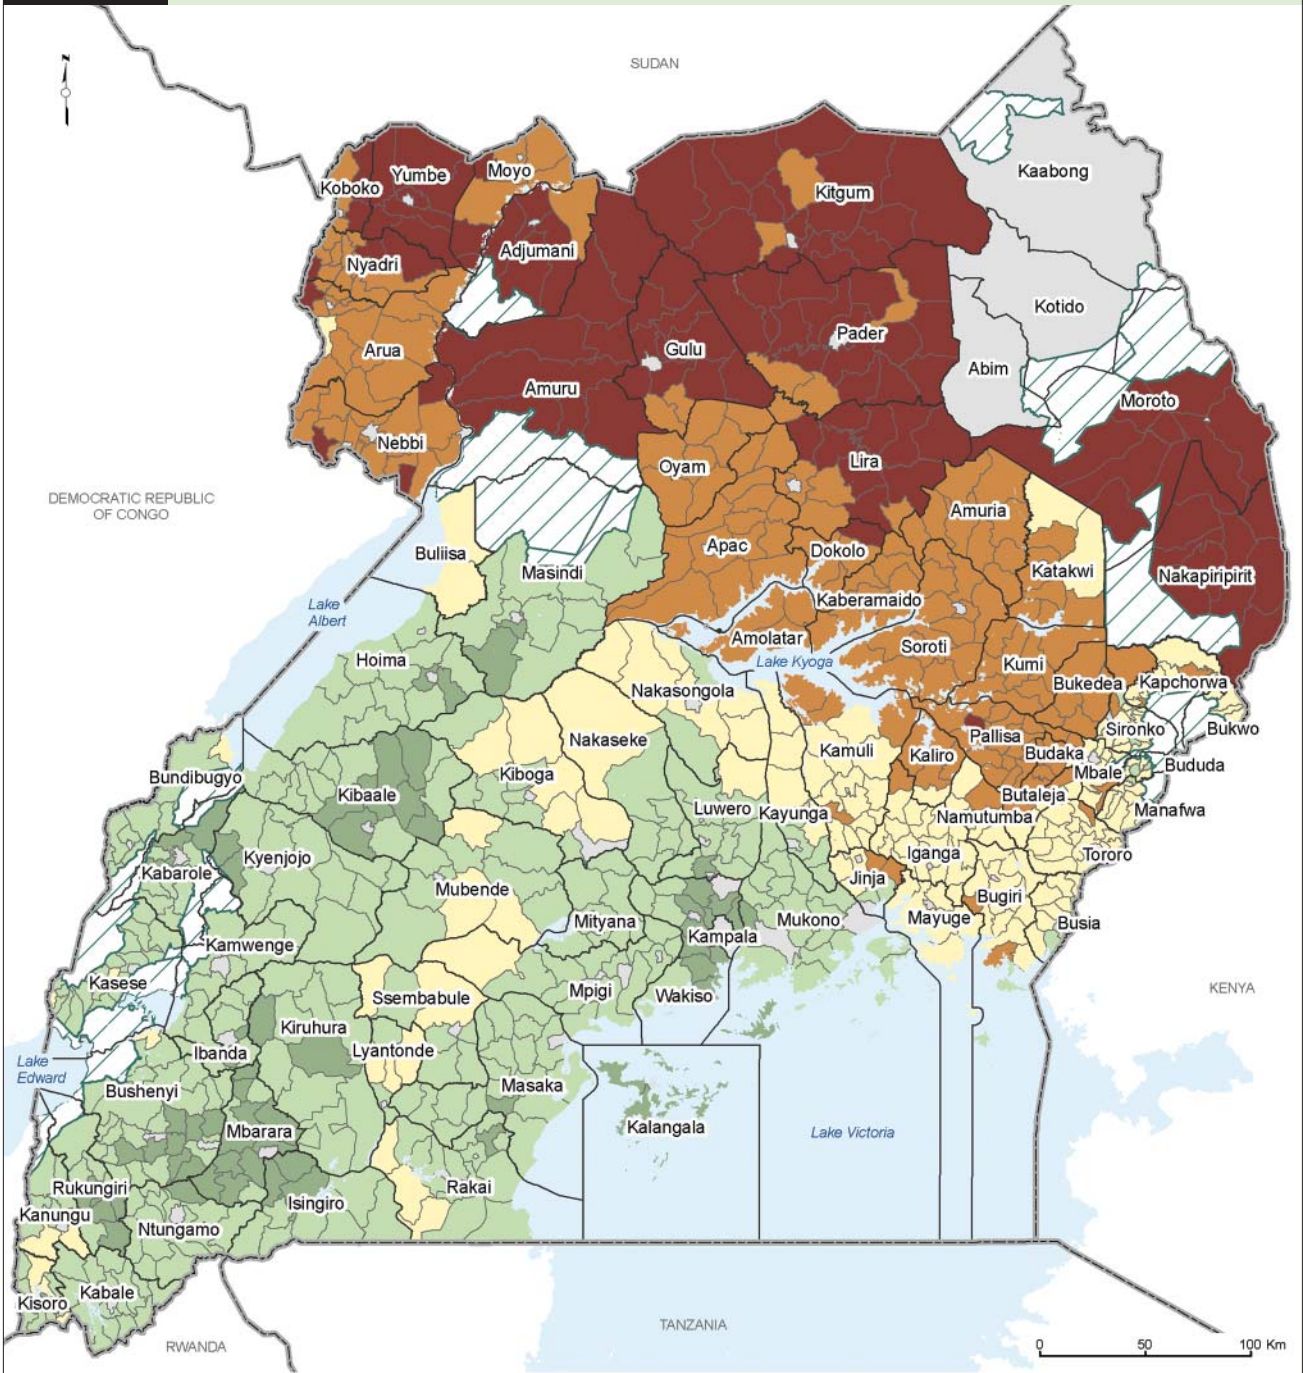 SUDAN
N
Kaabong
Yumbe
Moyo
Koboko
Kitgum
Adjumani
Nyadri
Kotido
Pader
Arua
Gulu
Abim
Amuru
Moroto
Nebbi
Lira
Oyam
DEMOCRATIC REPUBLIC
OF CONGO
Amuria
Apac
Dokolo
Buliisa
Masindi
Katakwi
Nakapiripirit
Kaberamaido
Lake
Albert
Amolatar
Soroti
Hoima
Lake Kyoga
Kumi
Bukedea
Kapchorwa
Nakasongola
Sironko
Bukwo
Nakaseke
Kamuli
Kaliro
Pallisa
Budaka
Bududa
Bundibugyo
Kiboga
Mbale
Kibaale
Butaleja
Luwero
Kayunga
Namutumba
Manafwa
Kyenjojo
Iganga
Tororo
Kabarole
Jinja
Mubende
Bugiri
Mityana
Mukono
Mayuge
Busia
Kamwenge
Kampala
Kasese
Ssembabule
Mpigi
Wakiso
KENYA
Kiruhura
Ibanda
Lyantonde
Lake
Edward
Bushenyi
Masaka
Mbarara
Kalangala
Lake Victoria
Rukungiri
Rakai
Isingiro
Kanungu
Ntungamo
Kabale
Kisoro
TANZANIA
RWANDA
0 50 100 Km